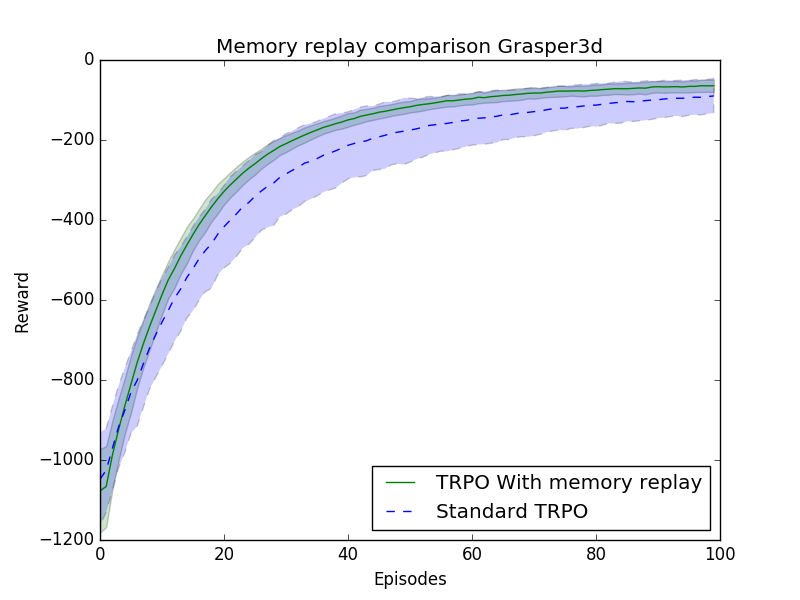 Memory replay comparison Grasper3d
0
−200
−400
−600
−800
−1000
−1200
Reward
TRPO With memory replay
Standard TRPO
0 20 40 60 80 100
Episodes